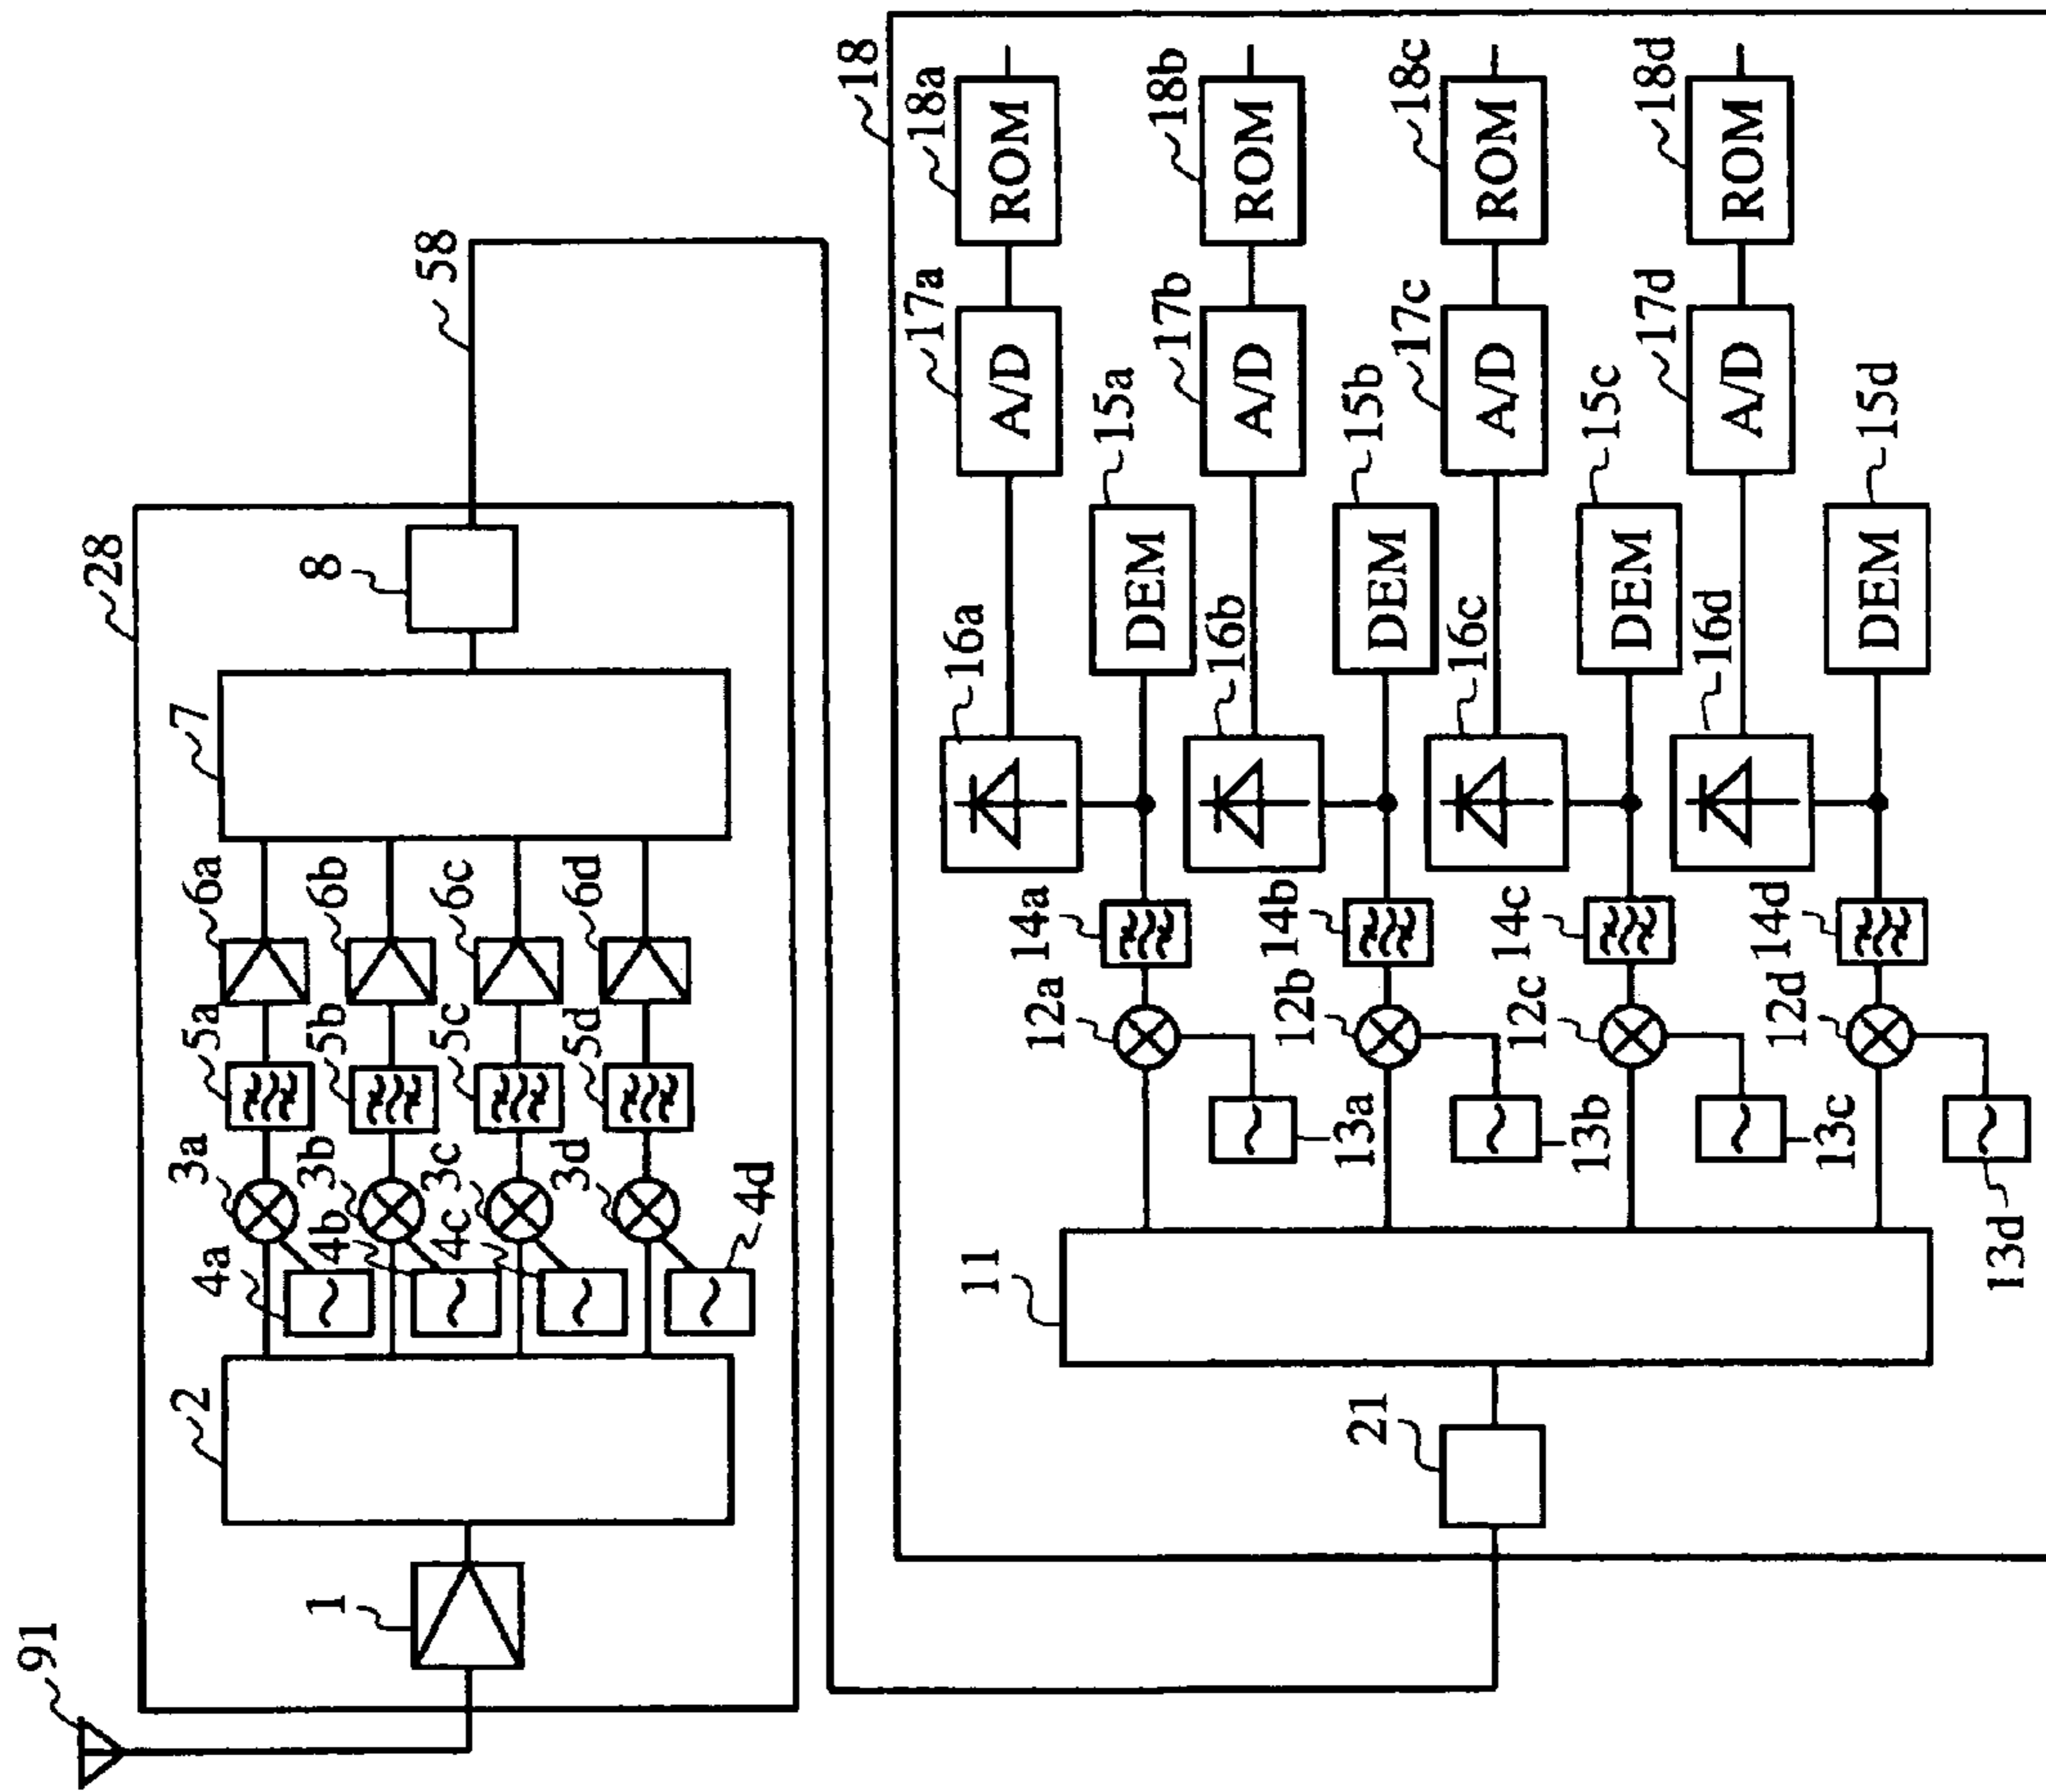 91
28
1
2
4a
4b
4c
4d
3a
3b
3c
3d
5a
5b
5c
5d
6a
6b
6c
6d
7
8
58
18
21
11
12a
12b
12c
12d
13a
13b
13c
13d
14a
14b
14c
14d
16a
16b
16c
16d
DEM
15a
DEM
15b
DEM
15c
DEM
15d
A/D
17a
A/D
17b
A/D
17c
A/D
17d
ROM
18a
ROM
18b
ROM
18c
ROM
18d